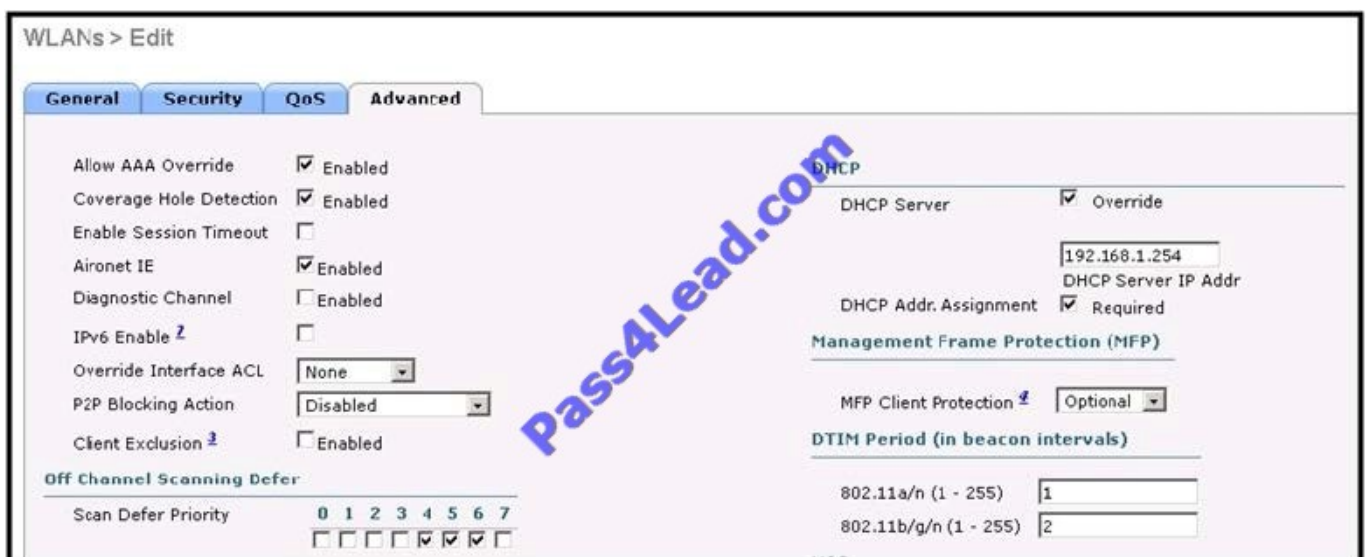 WLANs > Edit
General Security QoS Advanced
Allow AAA Override Enabled
Coverage Hole Detection Enabled
Enable Session Timeout
Aironet IE Enabled
Diagnostic Channel Enabled
IPv6 Enable 2
Override Interface ACL None
P2P Blocking Action Disabled
Client Exclusion 3 Enabled
Off Channel Scanning Defer
Scan Defer Priority 0 1 2 3 4 5 6 7
DHCP
DHCP Server Override
192.168.1.254
DHCP Server IP Addr
DHCP Addr. Assignment Required
Management Frame Protection (MFP)
MFP Client Protection 4 Optional
DTIM Period (in beacon intervals)
802.11a/n (1 - 255) 1
802.11b/g/n (1 - 255) 2
Pass4Lead.com